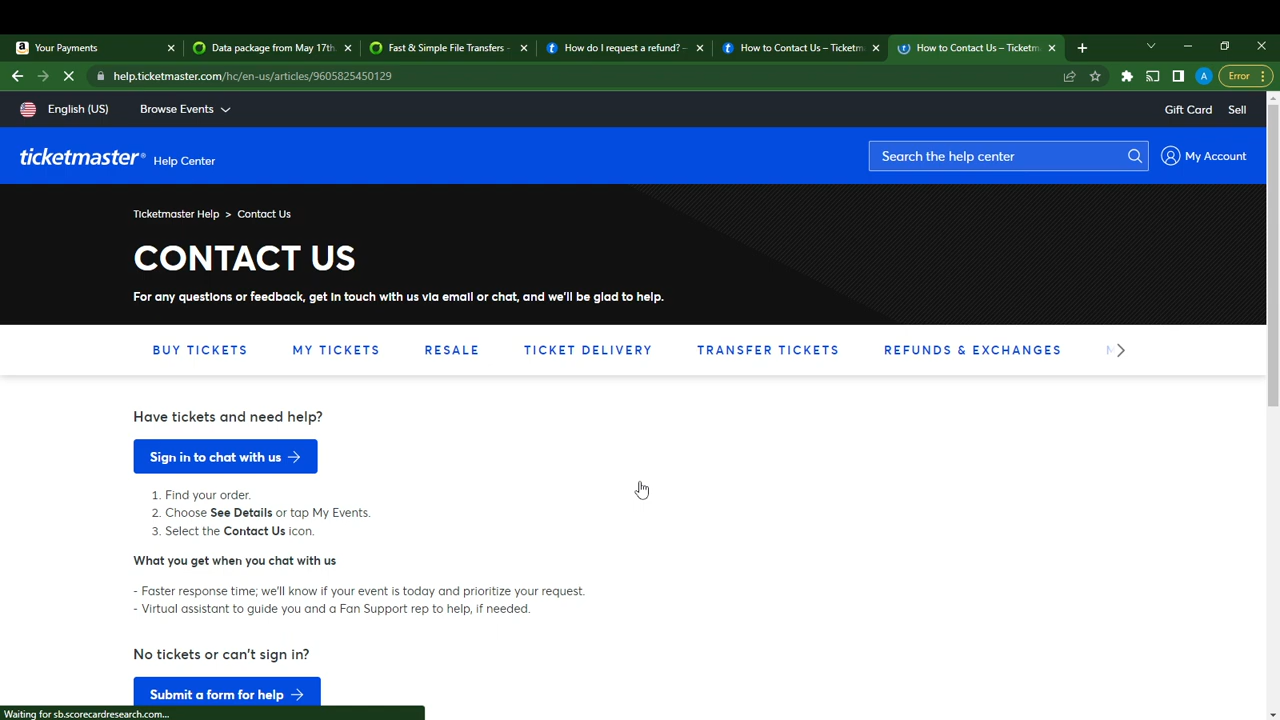 Your Payments
Data package from May 17th
Fast & Simple File Transfers -
How do I request a refund? –
How to Contact Us – Ticketm
How to Contact Us – Ticketm
help.ticketmaster.com/hc/en-us/articles/9605825450129
A
Error
English (US)
Browse Events
Gift Card
Sell
ticketmaster® Help Center
Search the help center
My Account
Ticketmaster Help > Contact Us
CONTACT US
For any questions or feedback, get in touch with us via email or chat, and we'll be glad to help.
BUY TICKETS
MY TICKETS
RESALE
TICKET DELIVERY
TRANSFER TICKETS
REFUNDS & EXCHANGES
Have tickets and need help?
Sign in to chat with us →
1. Find your order.
2. Choose See Details or tap My Events.
3. Select the Contact Us icon.
What you get when you chat with us
- Faster response time; we'll know if your event is today and prioritize your request.
- Virtual assistant to guide you and a Fan Support rep to help, if needed.
No tickets or can't sign in?
Submit a form for help →
Waiting for sb.scorecardresearch.com...